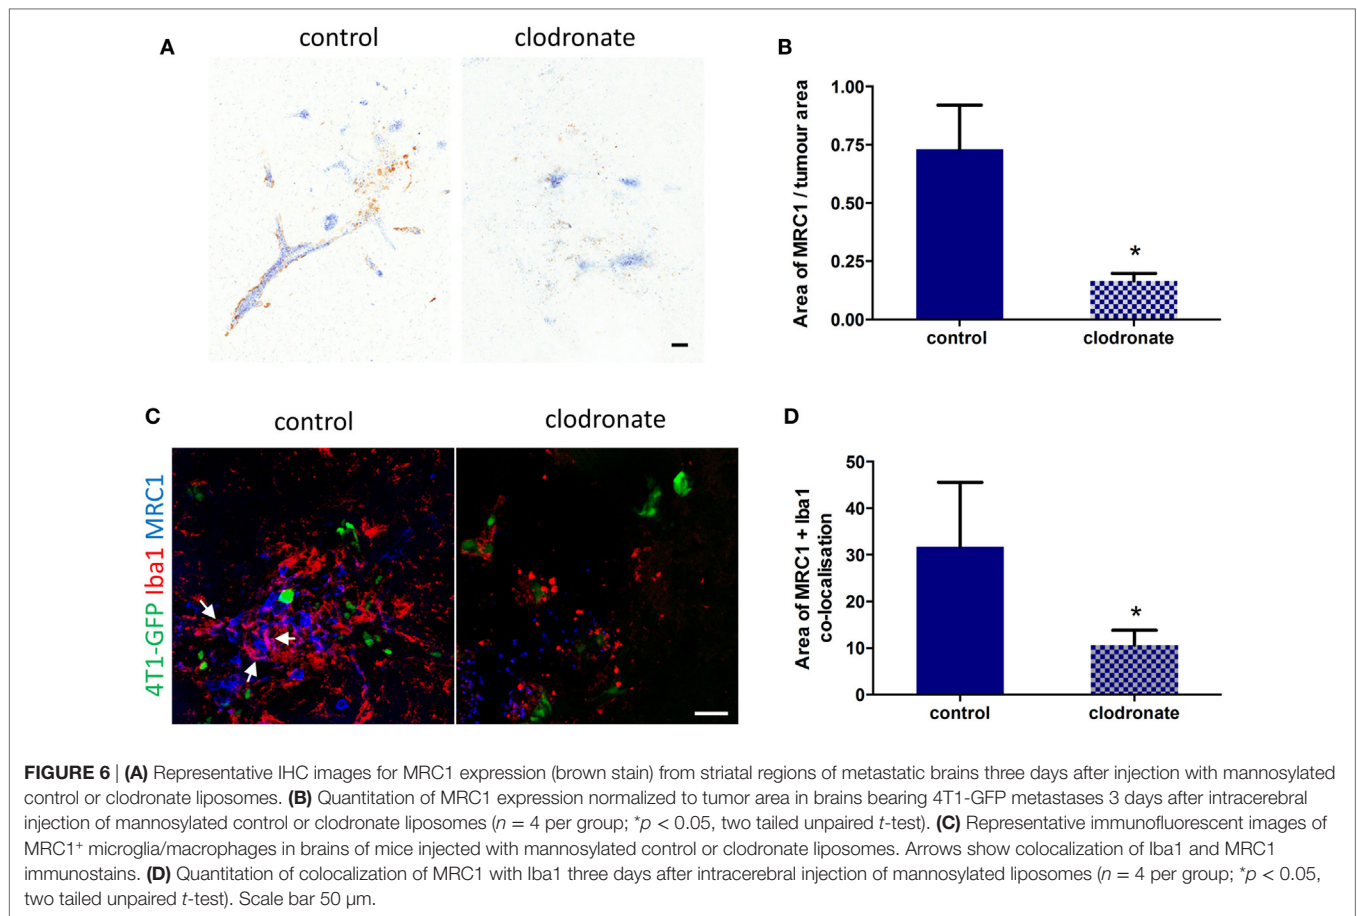 A
control
clodronate
B
Area of MRC1 / tumour area
1.00
0.75
0.50
0.25
0.00
*
control
clodronate
C
control
clodronate
4T1-GFP Iba1 MRC1
D
Area of MRC1 + Iba1
co-localisation
50
40
30
20
10
0
*
control
clodronate
FIGURE 6 | (A) Representative IHC images for MRC1 expression (brown stain) from striatal regions of metastatic brains three days after injection with mannosylated
control or clodronate liposomes. (B) Quantitation of MRC1 expression normalized to tumor area in brains bearing 4T1-GFP metastases 3 days after intracerebral
injection of mannosylated control or clodronate liposomes (n = 4 per group; *p < 0.05, two tailed unpaired t-test). (C) Representative immunofluorescent images of
MRC1⁺ microglia/macrophages in brains of mice injected with mannosylated control or clodronate liposomes. Arrows show colocalization of Iba1 and MRC1
immunostains. (D) Quantitation of colocalization of MRC1 with Iba1 three days after intracerebral injection of mannosylated liposomes (n = 4 per group; *p < 0.05,
two tailed unpaired t-test). Scale bar 50 µm.